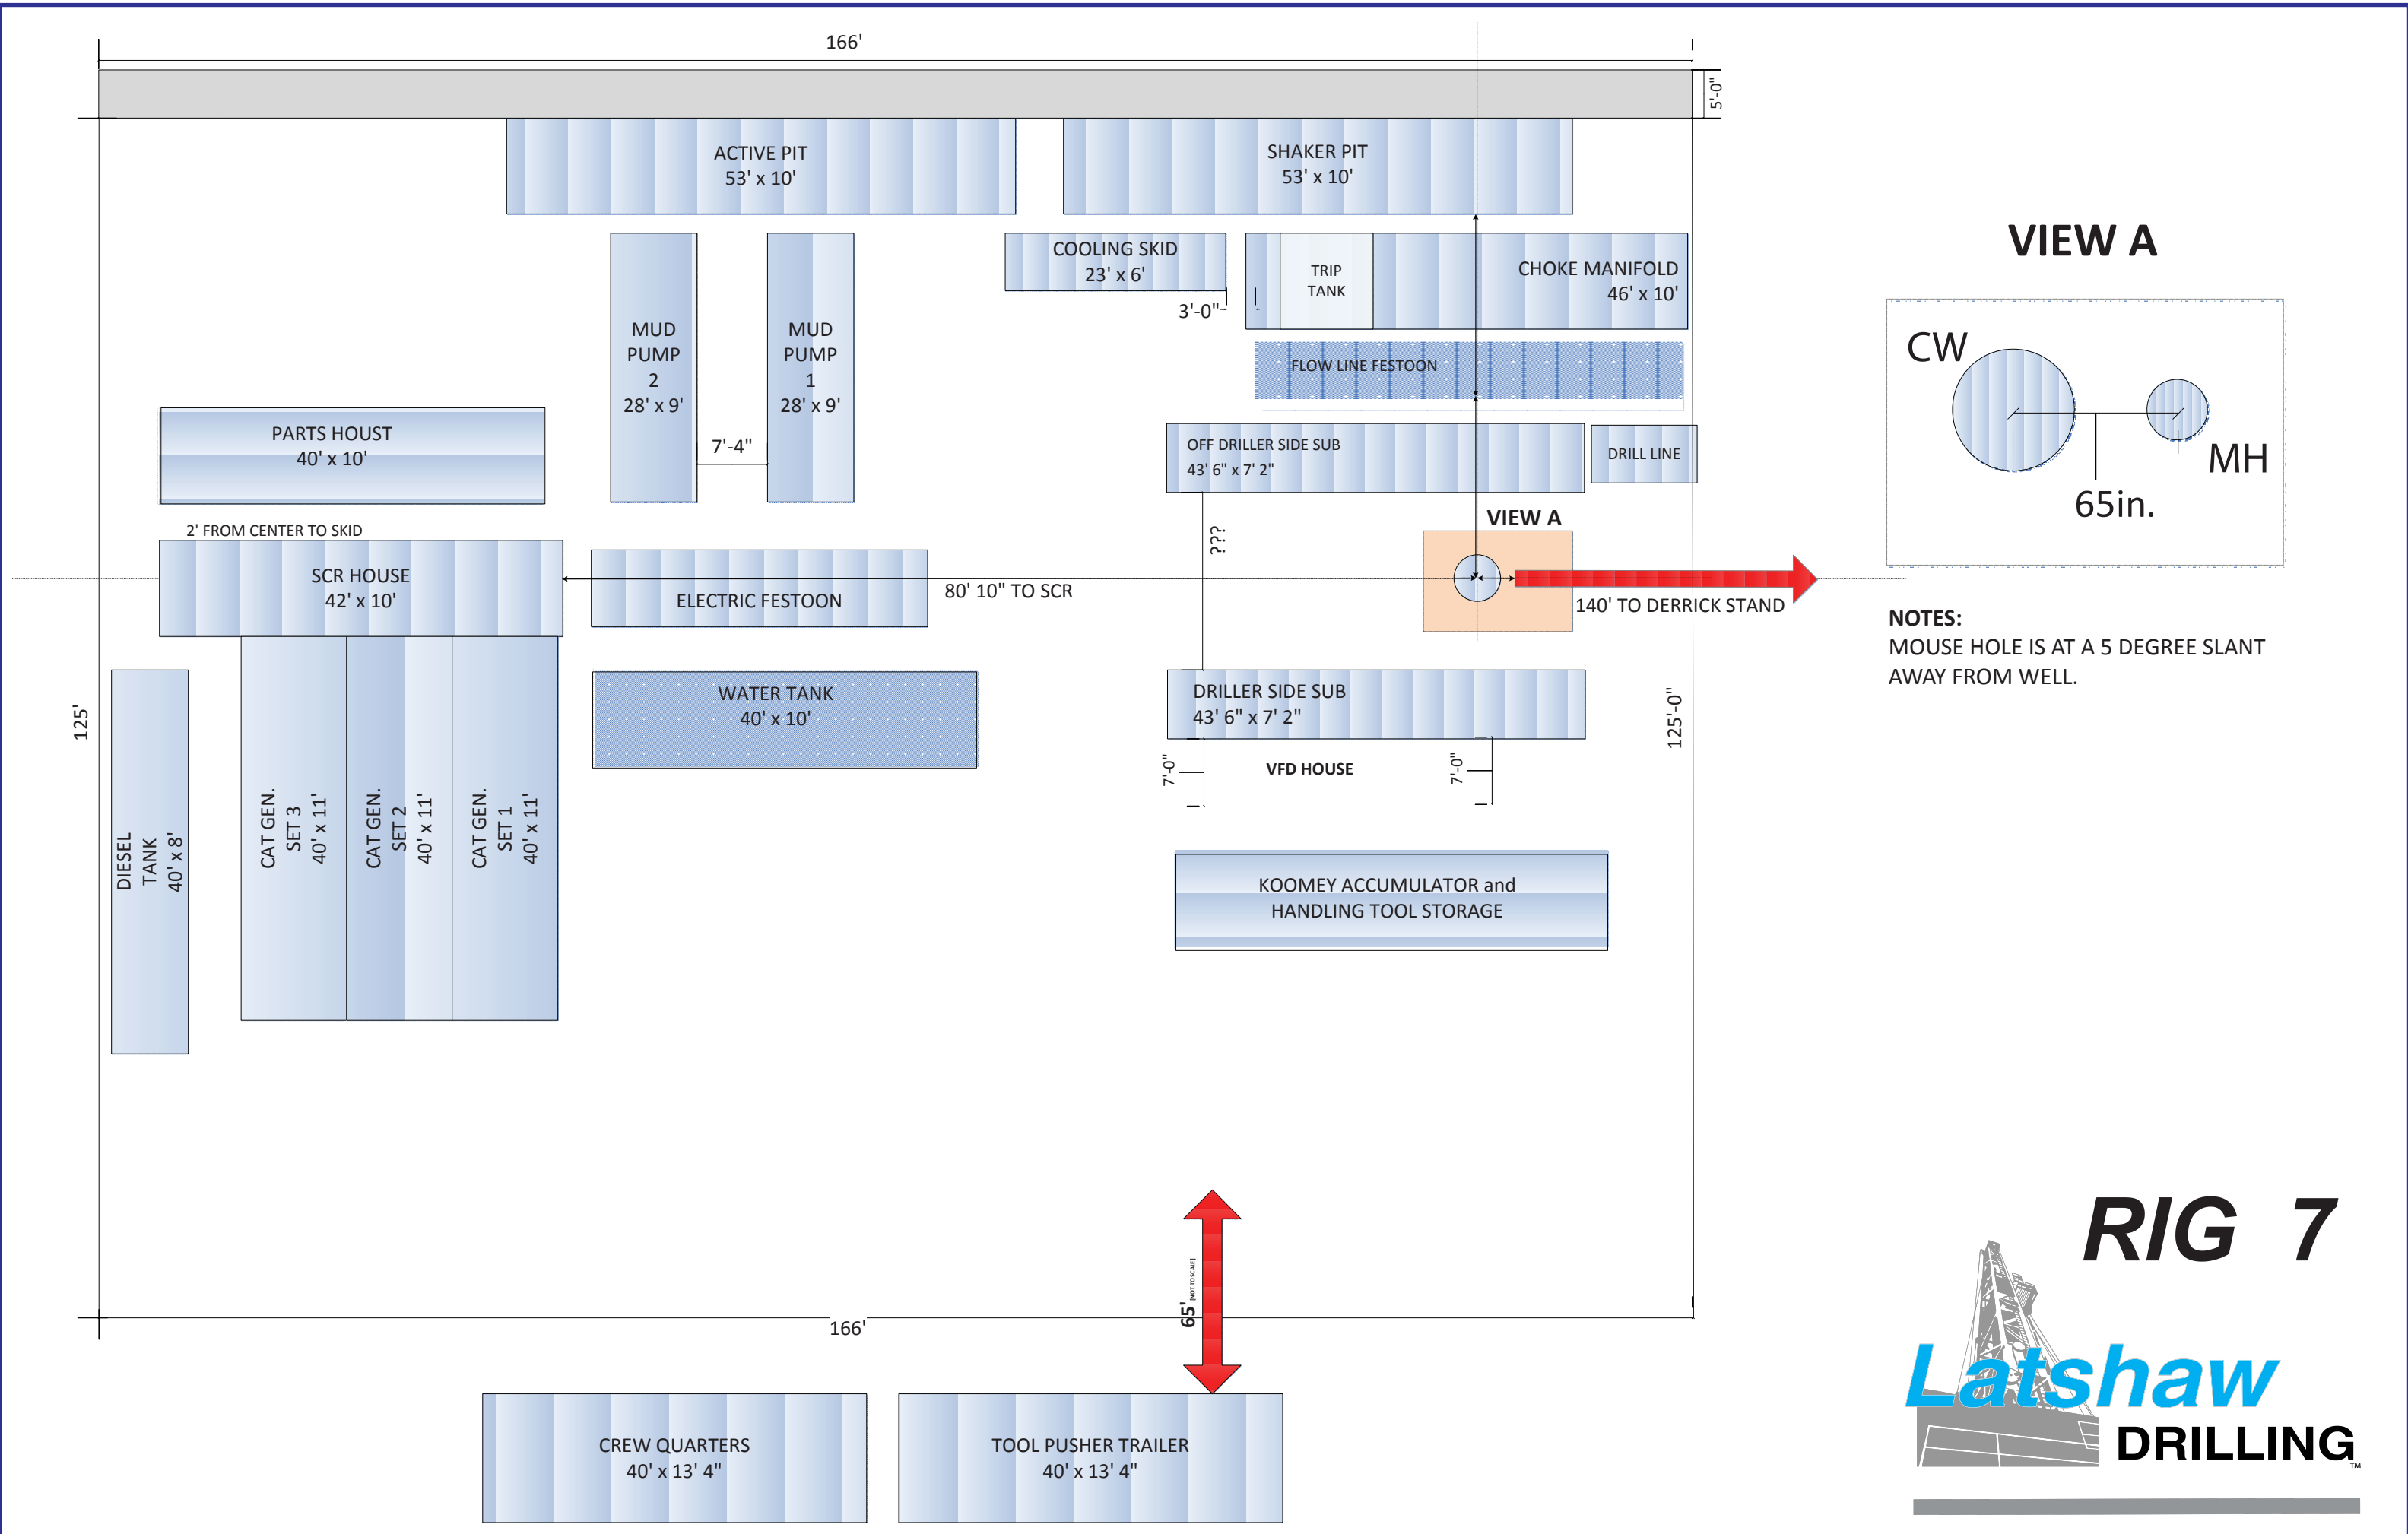 166'
5'-0"
ACTIVE PIT
53' x 10'
SHAKER PIT
53' x 10'
COOLING SKID
23' x 6'
3'-0"
TRIP
TANK
CHOKE MANIFOLD
46' x 10'
MUD
PUMP
2
28' x 9'
MUD
PUMP
1
28' x 9'
7'-4"
FLOW LINE FESTOON
PARTS HOUST
40' x 10'
OFF DRILLER SIDE SUB
43' 6" x 7' 2"
DRILL LINE
2' FROM CENTER TO SKID
SCR HOUSE
42' x 10'
ELECTRIC FESTOON
80' 10" TO SCR
???
VIEW A
140' TO DERRICK STAND
WATER TANK
40' x 10'
DRILLER SIDE SUB
43' 6" x 7' 2"
7'-0"
VFD HOUSE
7'-0"
125'
125'-0"
DIESEL
TANK
40' x 8'
CAT GEN.
SET 3
40' x 11'
CAT GEN.
SET 2
40' x 11'
CAT GEN.
SET 1
40' x 11'
KOOMEY ACCUMULATOR and
HANDLING TOOL STORAGE
65' [NOT TO SCALE]
166'
CREW QUARTERS
40' x 13' 4"
TOOL PUSHER TRAILER
40' x 13' 4"
VIEW A
CW
MH
65in.
NOTES:
MOUSE HOLE IS AT A 5 DEGREE SLANT
AWAY FROM WELL.
RIG 7
Latshaw
DRILLING
TM